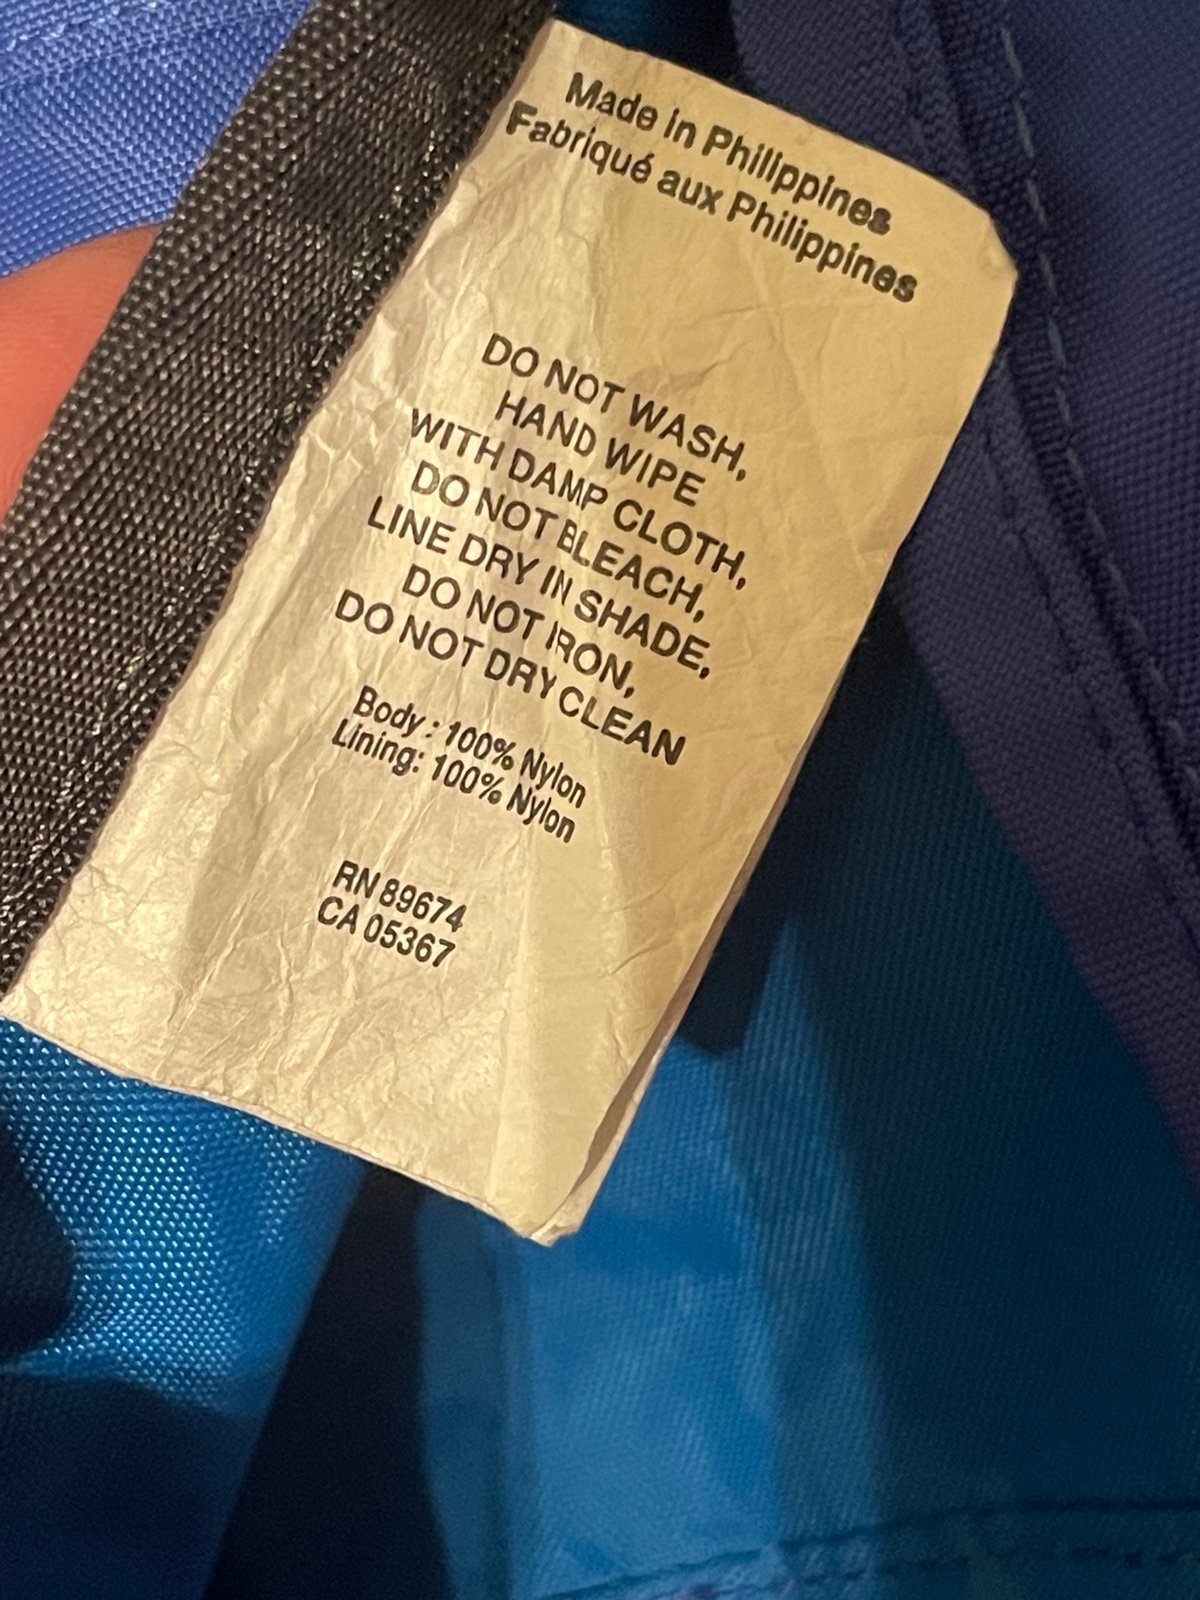 Made in Philippines
Fabriqué aux Philippines
DO NOT WASH,
HAND WIPE
WITH DAMP CLOTH,
DO NOT BLEACH,
LINE DRY IN SHADE,
DO NOT IRON,
DO NOT DRY CLEAN
Body : 100% Nylon
Lining: 100% Nylon
RN 89674
CA 05367